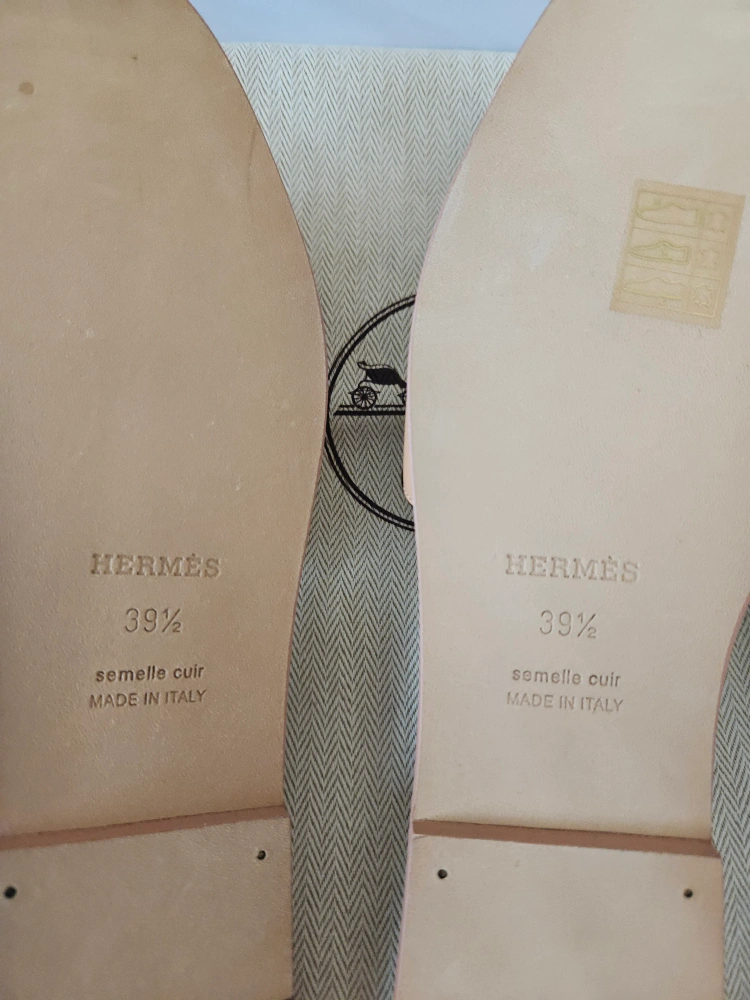 HERMÈS
39½
semelle cuir
MADE IN ITALY
HERMÈS
39½
semelle cuir
MADE IN ITALY